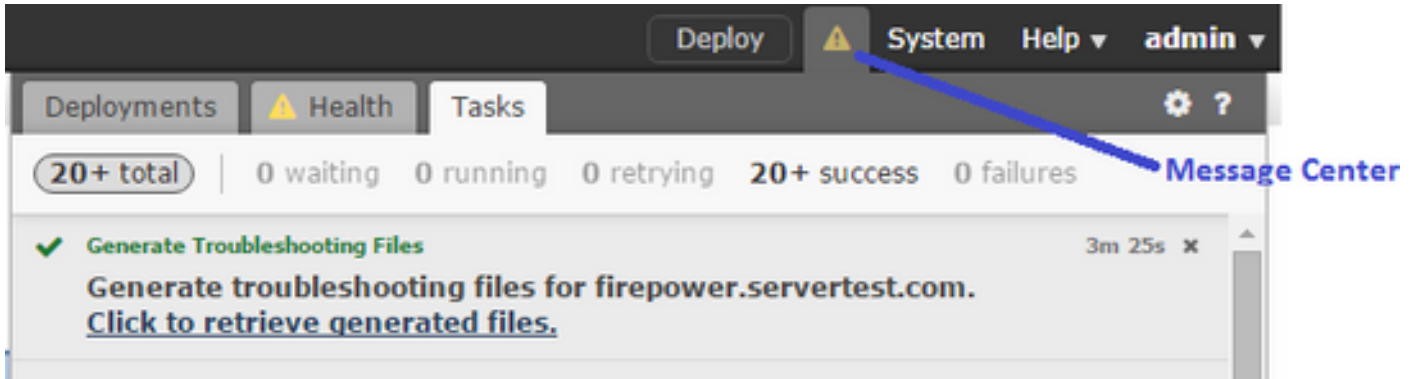 Deploy System Help admin
Deployments Health Tasks ?
20+ total 0 waiting 0 running 0 retrying 20+ success 0 failures
Message Center
Generate Troubleshooting Files 3m 25s
Generate troubleshooting files for firepower.servertest.com.
Click to retrieve generated files.